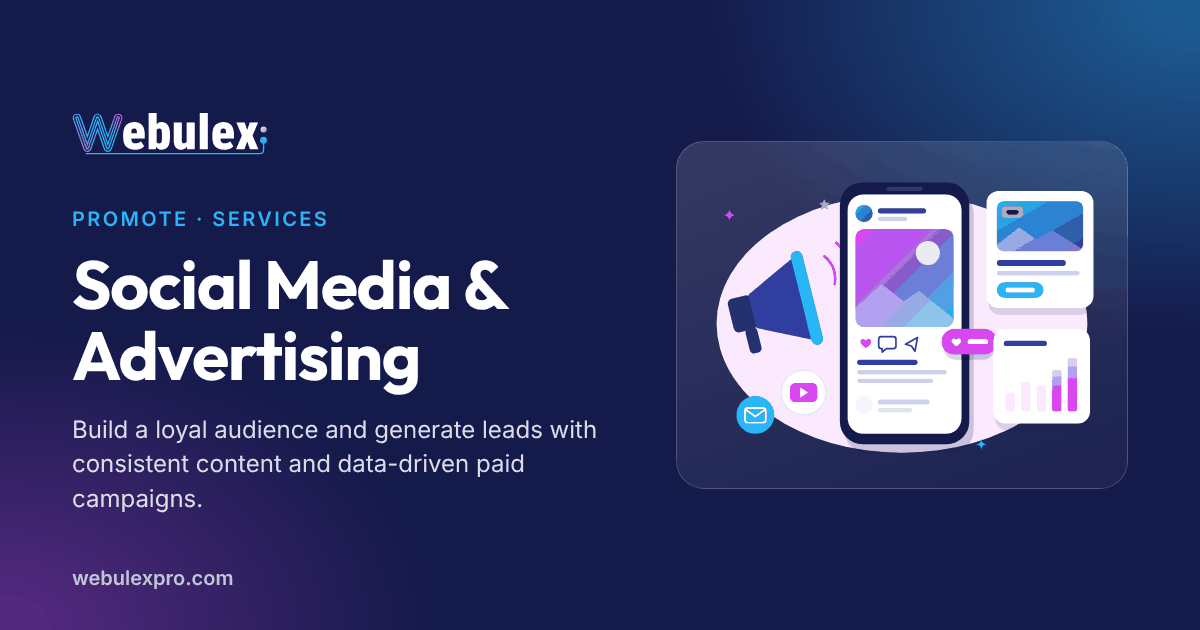 Webulex:
PROMOTE · SERVICES
Social Media &
Advertising
Build a loyal audience and generate leads with
consistent content and data-driven paid
campaigns.
webulexpro.com